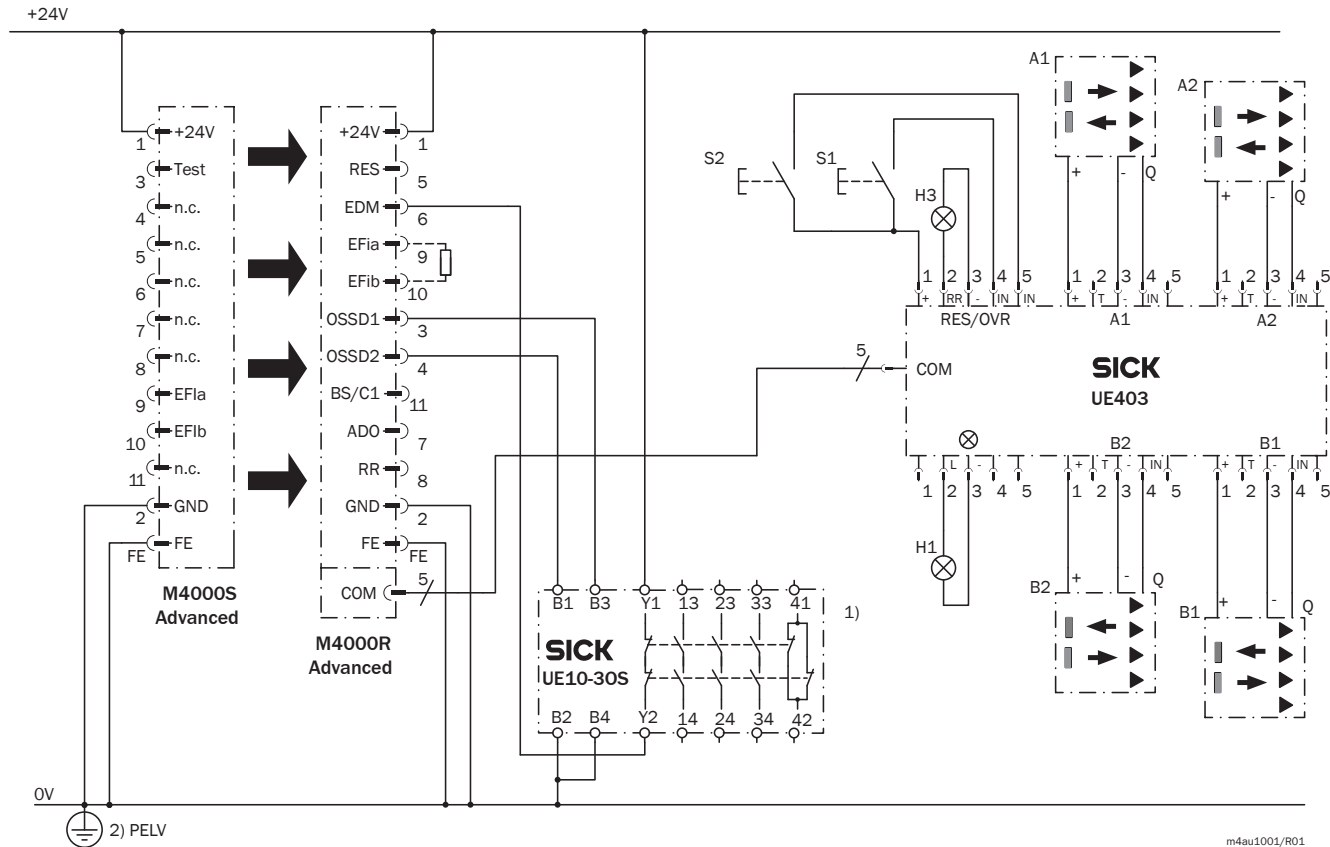 +24V
A1
A2
+24V
1
Test
3
n.c.
4
n.c.
5
n.c.
6
n.c.
7
n.c.
8
EFIa
9
EFIb
10
n.c.
11
GND
2
FE
FE
M4000S
Advanced
+24V
1
RES
5
EDM
6
EFia
9
EFib
10
OSSD1
3
OSSD2
4
BS/C1
11
ADO
7
RR
8
GND
2
FE
FE
COM
5
M4000R
Advanced
S2
S1
H3
+ - Q
+ - Q
1 2 3 4 5
1 2 3 4 5
1 2 3 4 5
+ RR - IN IN
+ T - IN
+ T - IN
RES/OVR
A1
A2
5
COM
SICK
UE403
B2
B1
L -
+ T - IN
+ T - IN
1 2 3 4 5
1 2 3 4 5
1 2 3 4 5
H1
B2
+ - Q
B1
+ - Q
B1 B3 Y1 13 23 33 41
1)
SICK
UE10-30S
B2 B4 Y2 14 24 34 42
0V
2) PELV
m4au1001/R01